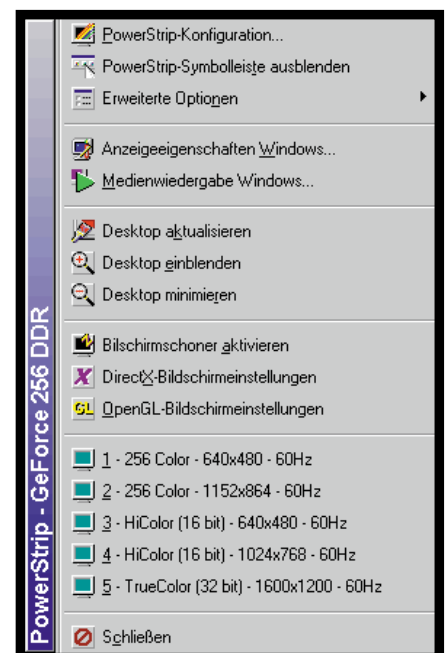 PowerStrip-Konfiguration...
PowerStrip-Symbolleiste ausblenden
Erweiterte Optionen
Anzeigeeigenschaften Windows...
Medienwiedergabe Windows...
Desktop aktualisieren
Desktop einblenden
Desktop minimieren
Bilschirmschoner aktivieren
DirectX-Bildschirmeinstellungen
GL OpenGL-Bildschirmeinstellungen
1 - 256 Color - 640x480 - 60Hz
2 - 256 Color - 1152x864 - 60Hz
3 - HiColor (16 bit) - 640x480 - 60Hz
4 - HiColor (16 bit) - 1024x768 - 60Hz
5 - TrueColor (32 bit) - 1600x1200 - 60Hz
Schließen
PowerStrip - GeForce 256 DDR